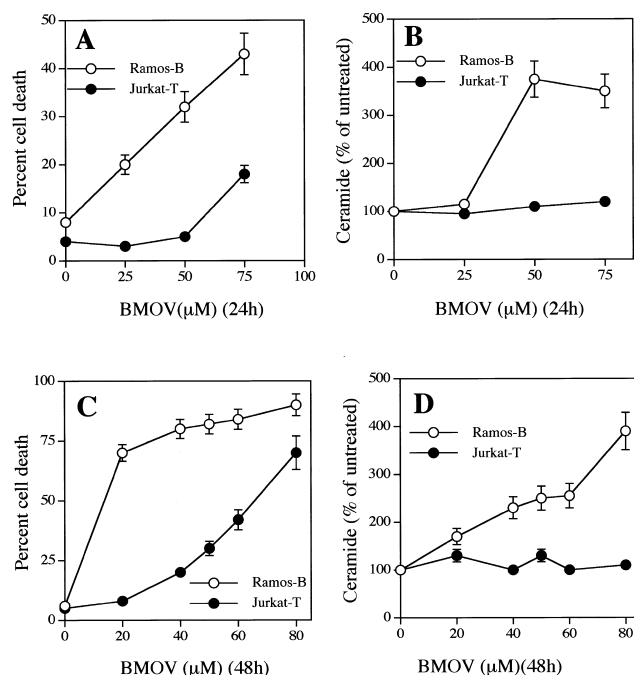 A
Ramos-B
Jurkat-T
Percent cell death
50
40
30
20
10
0
0 25 50 75 100
BMOV(μM) (24h)
B
Ramos-B
Jurkat-T
Ceramide (% of untreated)
500
400
300
200
100
0
0 25 50 75
BMOV (μM) (24h)
C
Ramos-B
Jurkat-T
Percent cell death
100
75
50
25
0
0 20 40 60 80
BMOV (μM) (48h)
D
Ramos-B
Jurkat-T
Ceramide (% of untreated)
500
400
300
200
100
0
0 20 40 60 80
BMOV (μM)(48h)